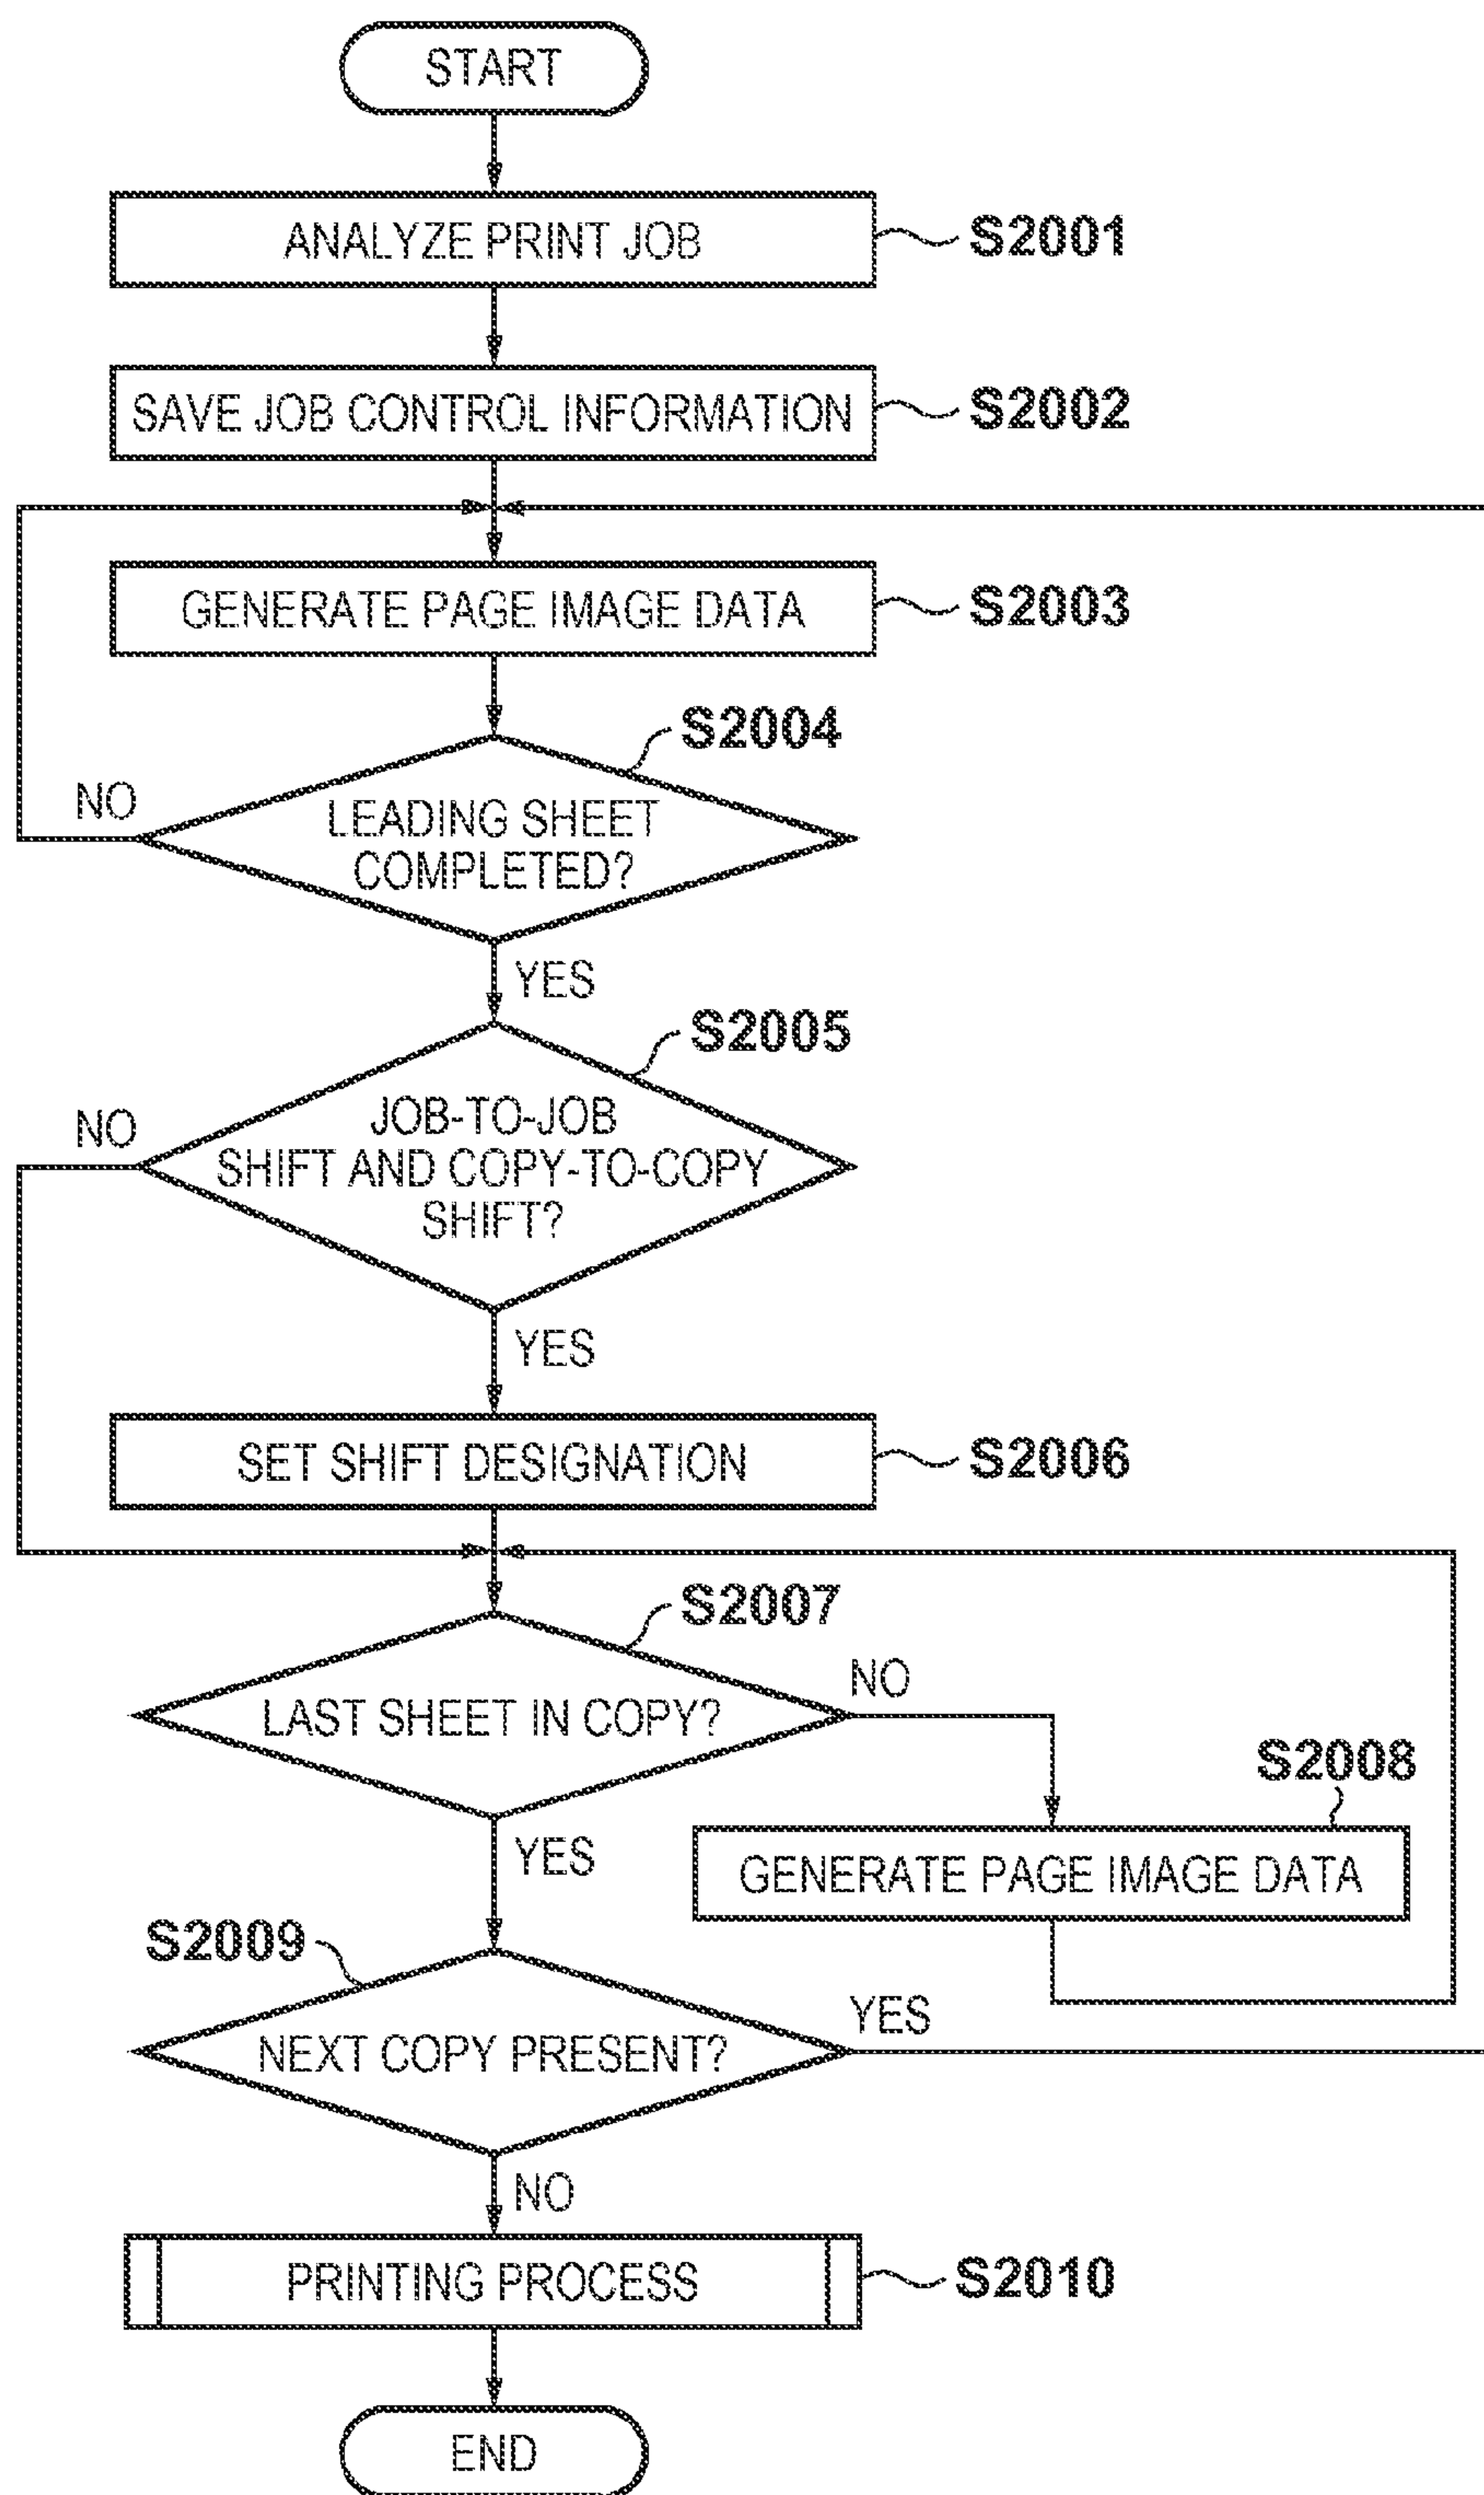 START
ANALYZE PRINT JOB
S2001
SAVE JOB CONTROL INFORMATION
S2002
GENERATE PAGE IMAGE DATA
S2003
S2004
NO
LEADING SHEET
COMPLETED?
YES
S2005
NO
JOB-TO-JOB
SHIFT AND COPY-TO-COPY
SHIFT?
YES
SET SHIFT DESIGNATION
S2006
S2007
NO
LAST SHEET IN COPY?
S2008
YES
GENERATE PAGE IMAGE DATA
S2009
YES
NEXT COPY PRESENT?
NO
PRINTING PROCESS
S2010
END